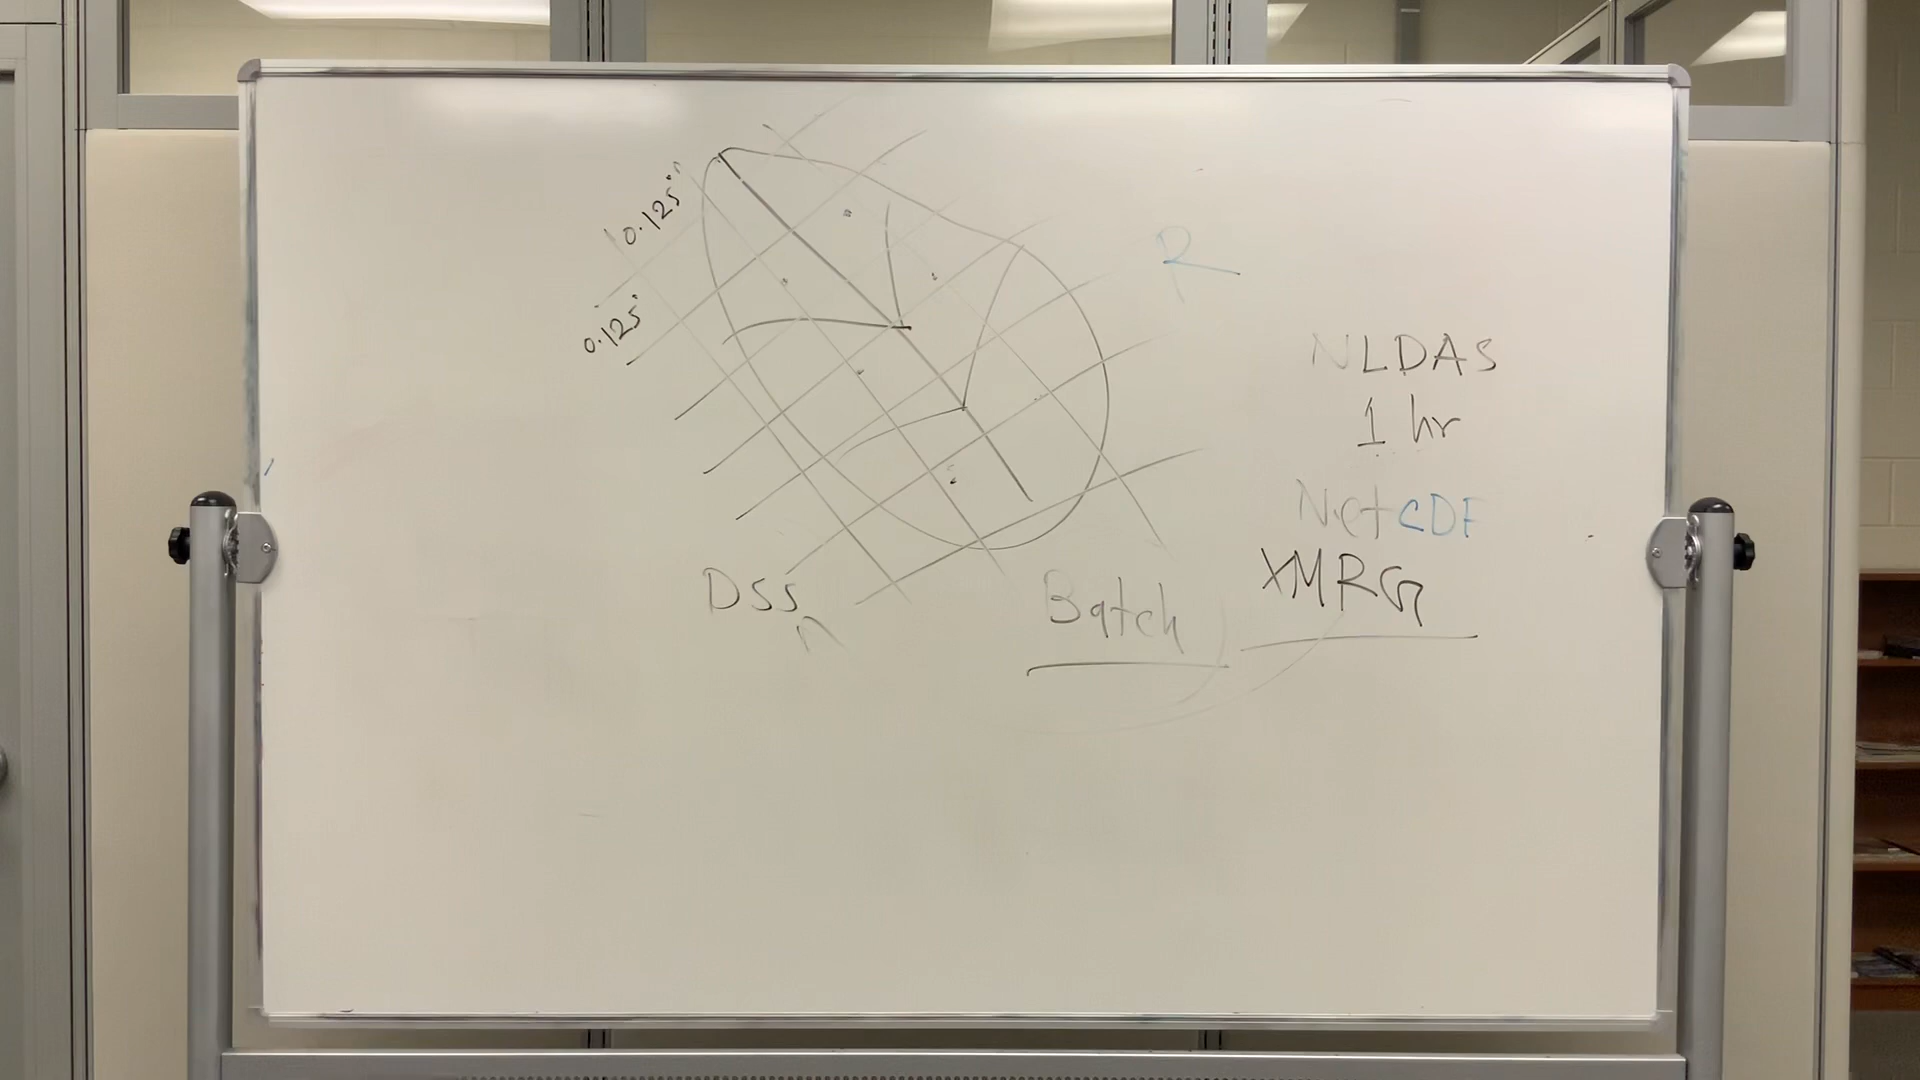 0.125°
0.125°
R
NLDAS
1 hr
NetCDF
XMRG
DSS
Batch